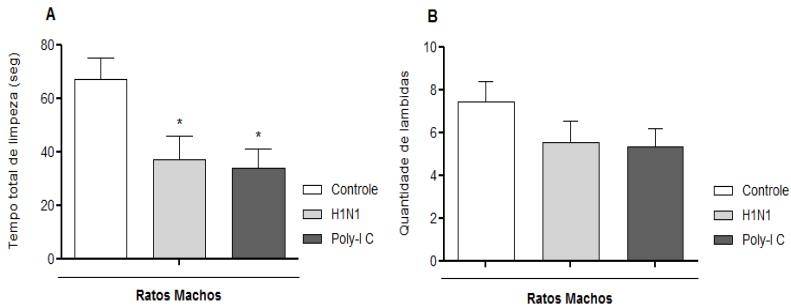 A
Tempo total de limpeza (seg)
80
60
40
20
0
*
*
Controle
H1N1
Poly-I C
Ratos Machos
B
Quantidade de lambidas
10
8
6
4
2
0
Controle
H1N1
Poly-I C
Ratos Machos